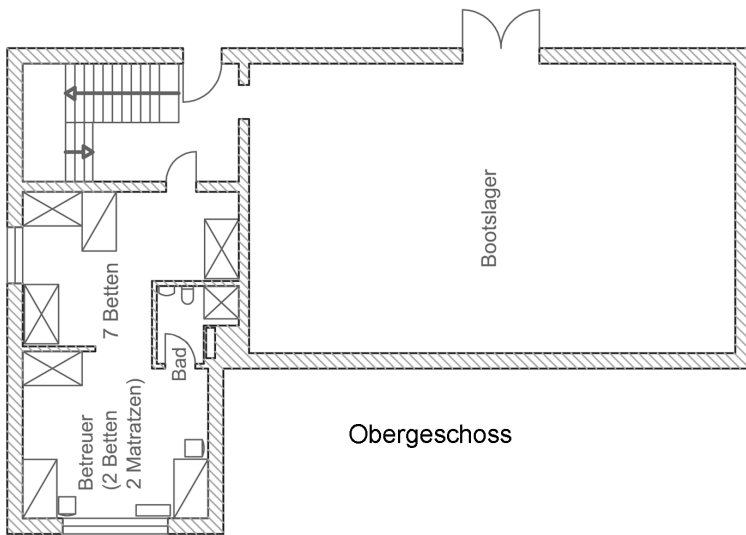 Bootslager
7 Betten
Bad
Betreuer
(2 Betten
2 Matratzen)
Obergeschoss